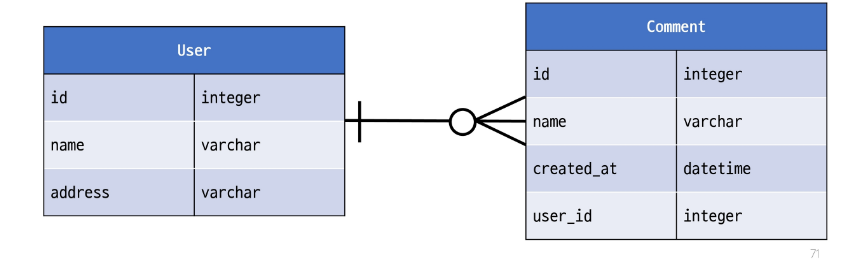 User
id integer
name varchar
address varchar
Comment
id integer
name varchar
created_at datetime
user_id integer
71